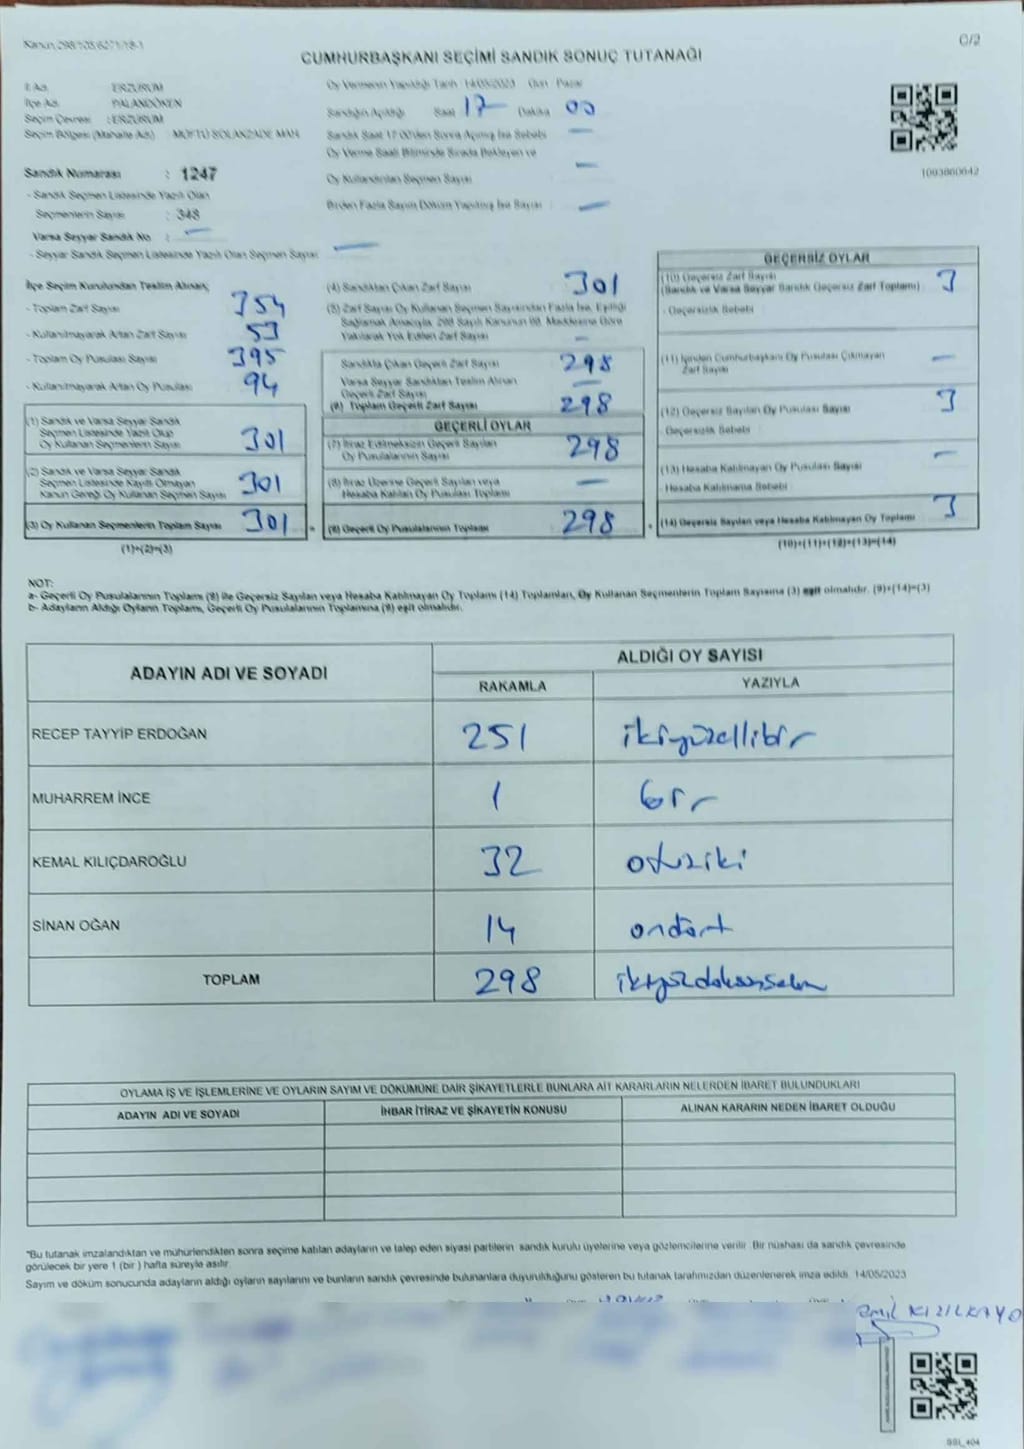 Kanun:298/105;6271/18-1
C/2
CUMHURBAŞKANI SEÇİMİ SANDIK SONUÇ TUTANAĞI
İl Adı : ERZURUM
İlçe Adı : PALANDÖKEN
Seçim Çevresi : ERZURUM
Seçim Bölgesi (Mahalle Adı) : MÜFTÜ SOLAKZADE MAH.
Sandık Numarası : 1247
- Sandık Seçmen Listesinde Yazılı Olan
Seçmenlerin Sayısı : 348
Varsa Seyyar Sandık No : —
- Seyyar Sandık Seçmen Listesinde Yazılı Olan Seçmen Sayısı —
Oy Vermenin Yapıldığı Tarih 14/05/2023 Gün Pazar
Sandığın Açıldığı Saat 17 Dakika 00
Sandık Saat 17.00'den Sonra Açılmış İse Sebebi —
Oy Verme Saati Bitiminde Sırada Bekleyen ve
Oy Kullandırılan Seçmen Sayısı —
Birden Fazla Sayım Döküm Yapılmış İse Sayısı : —
1093860642
İlçe Seçim Kurulundan Teslim Alınan;
- Toplam Zarf Sayısı 354
- Kullanılmayarak Artan Zarf Sayısı 53
- Toplam Oy Pusulası Sayısı 395
- Kullanılmayarak Artan Oy Pusulası 94
(1) Sandık ve Varsa Seyyar Sandık
Seçmen Listesinde Yazılı Olup
Oy Kullanan Seçmenlerin Sayısı 301
(2) Sandık ve Varsa Seyyar Sandık
Seçmen Listesinde Kayıtlı Olmayan
Kanun Gereği Oy Kullanan Seçmen Sayısı 301
(3) Oy Kullanan Seçmenlerin Toplam Sayısı 301 =
(1)+(2)=(3)
(4) Sandıktan Çıkan Zarf Sayısı 301
(5) Zarf Sayısı Oy Kullanan Seçmen Sayısından Fazla İse, Eşitliği
Sağlamak Amacıyla, 298 Sayılı Kanunun 98. Maddesine Göre
Yakılarak Yok Edilen Zarf Sayısı —
Sandıkta Çıkan Geçerli Zarf Sayısı 298
Varsa Seyyar Sandıktan Teslim Alınan
Geçerli Zarf Sayısı —
(6) Toplam Geçerli Zarf Sayısı 298
GEÇERLİ OYLAR
(7) İtiraz Edilmeksizin Geçerli Sayılan
Oy Pusulalarının Sayısı 298
(8) İtiraz Üzerine Geçerli Sayılan veya
Hesaba Katılan Oy Pusulası Toplamı —
(9) Geçerli Oy Pusulalarının Toplamı 298 +
GEÇERSİZ OYLAR
(10) Geçersiz Zarf Sayısı 3
(Sandık ve Varsa Seyyar Sandık Geçersiz Zarf Toplamı)
- Geçersizlik Sebebi
(11) İçinden Cumhurbaşkanı Oy Pusulası Çıkmayan
Zarf Sayısı —
(12) Geçersiz Sayılan Oy Pusulası Sayısı 3
- Geçersizlik Sebebi
(13) Hesaba Katılmayan Oy Pusulası Sayısı —
- Hesaba Katılmama Sebebi
(14) Geçersiz Sayılan veya Hesaba Katılmayan Oy Toplamı 3
(10)+(11)+(12)+(13)=(14)
NOT:
a- Geçerli Oy Pusulalarının Toplamı (9) ile Geçersiz Sayılan veya Hesaba Katılmayan Oy Toplamı (14) Toplamları, Oy Kullanan Seçmenlerin Toplam Sayısına (3) eşit olmalıdır. (9)+(14)=(3)
b- Adayların Aldığı Oyların Toplamı, Geçerli Oy Pusulalarının Toplamına (9) eşit olmalıdır.
ADAYIN ADI VE SOYADI
ALDIĞI OY SAYISI
RAKAMLA YAZIYLA
RECEP TAYYİP ERDOĞAN 251 ikiyüzellibir
MUHARREM İNCE 1 bir
KEMAL KILIÇDAROĞLU 32 otuziki
SİNAN OĞAN 14 ondört
TOPLAM 298 ikiyüzdoksansekiz
OYLAMA İŞ VE İŞLEMLERİNE VE OYLARIN SAYIM VE DÖKÜMÜNE DAİR ŞİKAYETLERLE BUNLARA AİT KARARLARIN NELERDEN İBARET BULUNDUKLARI
ADAYIN ADI VE SOYADI İHBAR İTİRAZ VE ŞİKAYETİN KONUSU ALINAN KARARIN NEDEN İBARET OLDUĞU
*Bu tutanak imzalandıktan ve mühürlendikten sonra seçime katılan adayların ve talep eden siyasi partilerin sandık kurulu üyelerine veya gözlemcilerine verilir. Bir nüshası da sandık çevresinde
görülecek bir yere 1 (bir ) hafta süreyle asılır.
Sayım ve döküm sonucunda adayların aldığı oyların sayılarını ve bunların sandık çevresinde bulunanlara duyurulduğunu gösteren bu tutanak tarafımızdan düzenlenerek imza edildi. 14/05/2023
KIZILKAYA